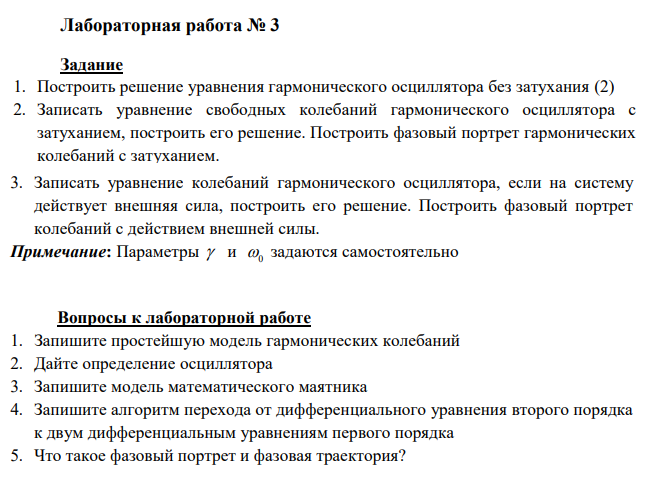 Лабораторная работа № 3
Задание
1. Построить решение уравнения гармонического осциллятора без затухания (2)
2. Записать уравнение свободных колебаний гармонического осциллятора с
затуханием, построить его решение. Построить фазовый портрет гармонических
колебаний с затуханием.
3. Записать уравнение колебаний гармонического осциллятора, если на систему
действует внешняя сила, построить его решение. Построить фазовый портрет
колебаний с действием внешней силы.
Примечание: Параметры γ и ω₀ задаются самостоятельно
Вопросы к лабораторной работе
1. Запишите простейшую модель гармонических колебаний
2. Дайте определение осциллятора
3. Запишите модель математического маятника
4. Запишите алгоритм перехода от дифференциального уравнения второго порядка
к двум дифференциальным уравнениям первого порядка
5. Что такое фазовый портрет и фазовая траектория?